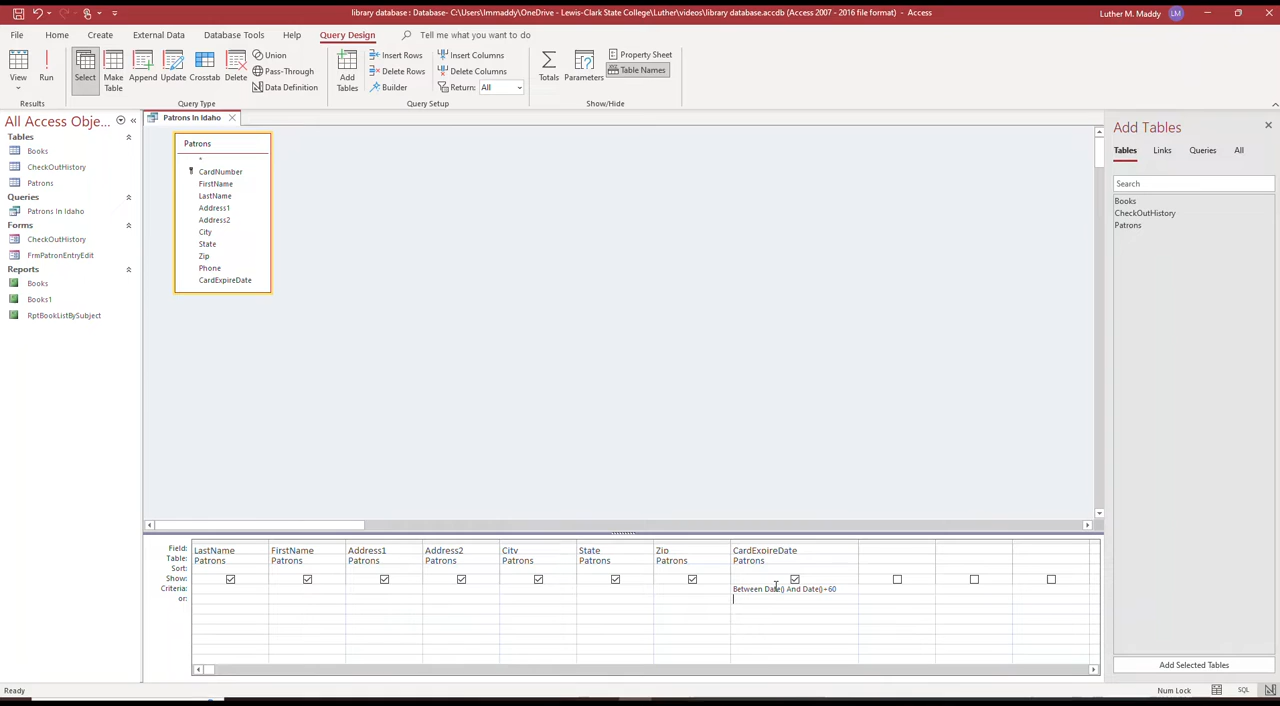 library database : Database- C:\Users\lmmaddy\OneDrive - Lewis-Clark State College\Luther\videos\library database.accdb (Access 2007 - 2016 file format) - Access
Luther M. Maddy
LM
File
Home
Create
External Data
Database Tools
Help
Query Design
Tell me what you want to do
View
Run
Select
Make Table
Append
Update
Crosstab
Delete
Union
Pass-Through
Data Definition
Add Tables
Insert Rows
Delete Rows
Builder
Insert Columns
Delete Columns
Return: All
Totals
Parameters
Property Sheet
Table Names
Results
Query Type
Query Setup
Show/Hide
All Access Obje...
Tables
Books
CheckOutHistory
Patrons
Queries
Patrons In Idaho
Forms
CheckOutHistory
FrmPatronEntryEdit
Reports
Books
Books1
RptBookListBySubject
Patrons In Idaho
Patrons
*
CardNumber
FirstName
LastName
Address1
Address2
City
State
Zip
Phone
CardExpireDate
Add Tables
Tables Links Queries All
Search
Books
CheckOutHistory
Patrons
Add Selected Tables
Field: LastName FirstName Address1 Address2 City State Zip CardExpireDate
Table: Patrons Patrons Patrons Patrons Patrons Patrons Patrons Patrons
Sort:
Show:
Criteria: Between Date() And Date()+60
or:
Ready
Num Lock
SQL